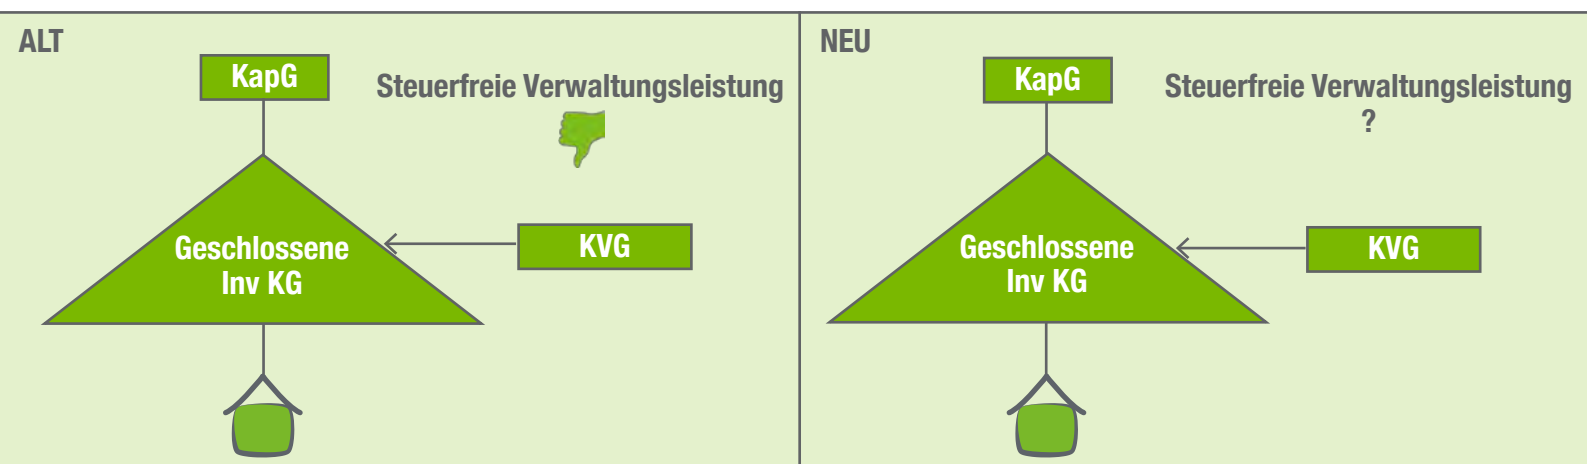 ALT
KapG
Steuerfreie Verwaltungsleistung
Geschlossene
Inv KG
KVG
NEU
KapG
Steuerfreie Verwaltungsleistung
?
Geschlossene
Inv KG
KVG